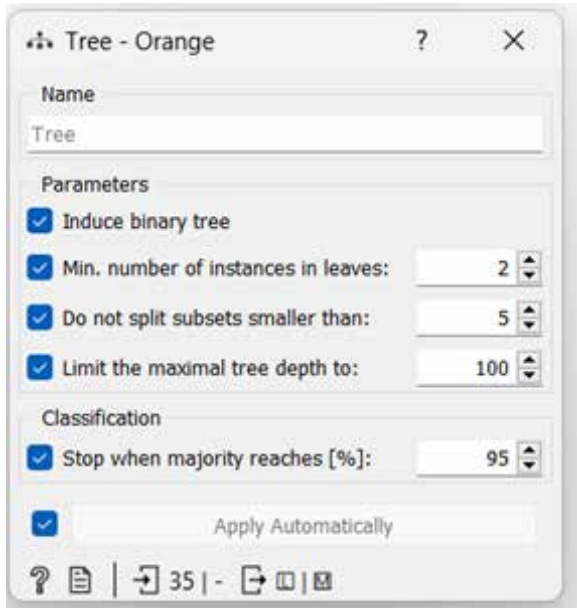 Tree - Orange ? ×
Name
Tree
Parameters
Induce binary tree
Min. number of instances in leaves: 2
Do not split subsets smaller than: 5
Limit the maximal tree depth to: 100
Classification
Stop when majority reaches [%]: 95
Apply Automatically
? | 35 | - L | M